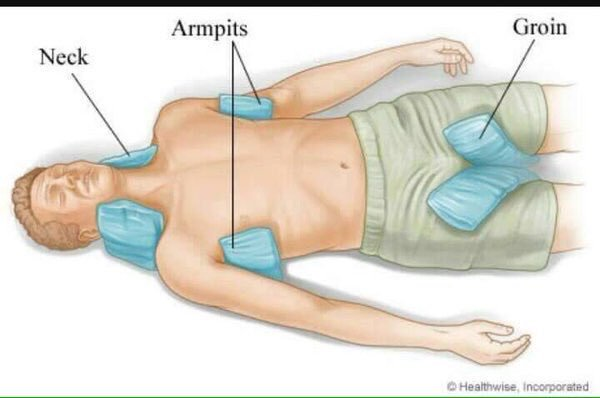 Armpits
Groin
Neck
© Healthwise, Incorporated